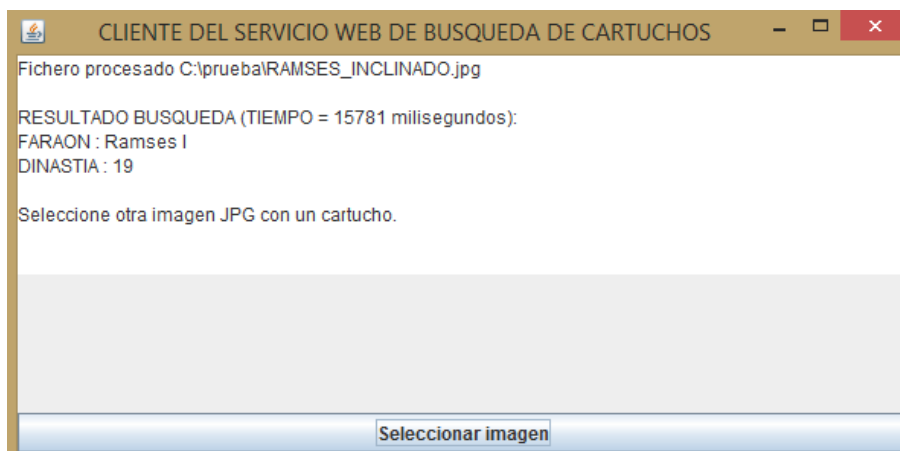 CLIENTE DEL SERVICIO WEB DE BUSQUEDA DE CARTUCHOS
Fichero procesado C:\prueba\RAMSES_INCLINADO.jpg
RESULTADO BUSQUEDA (TIEMPO = 15781 milisegundos):
FARAON : Ramses I
DINASTIA : 19
Seleccione otra imagen JPG con un cartucho.
Seleccionar imagen